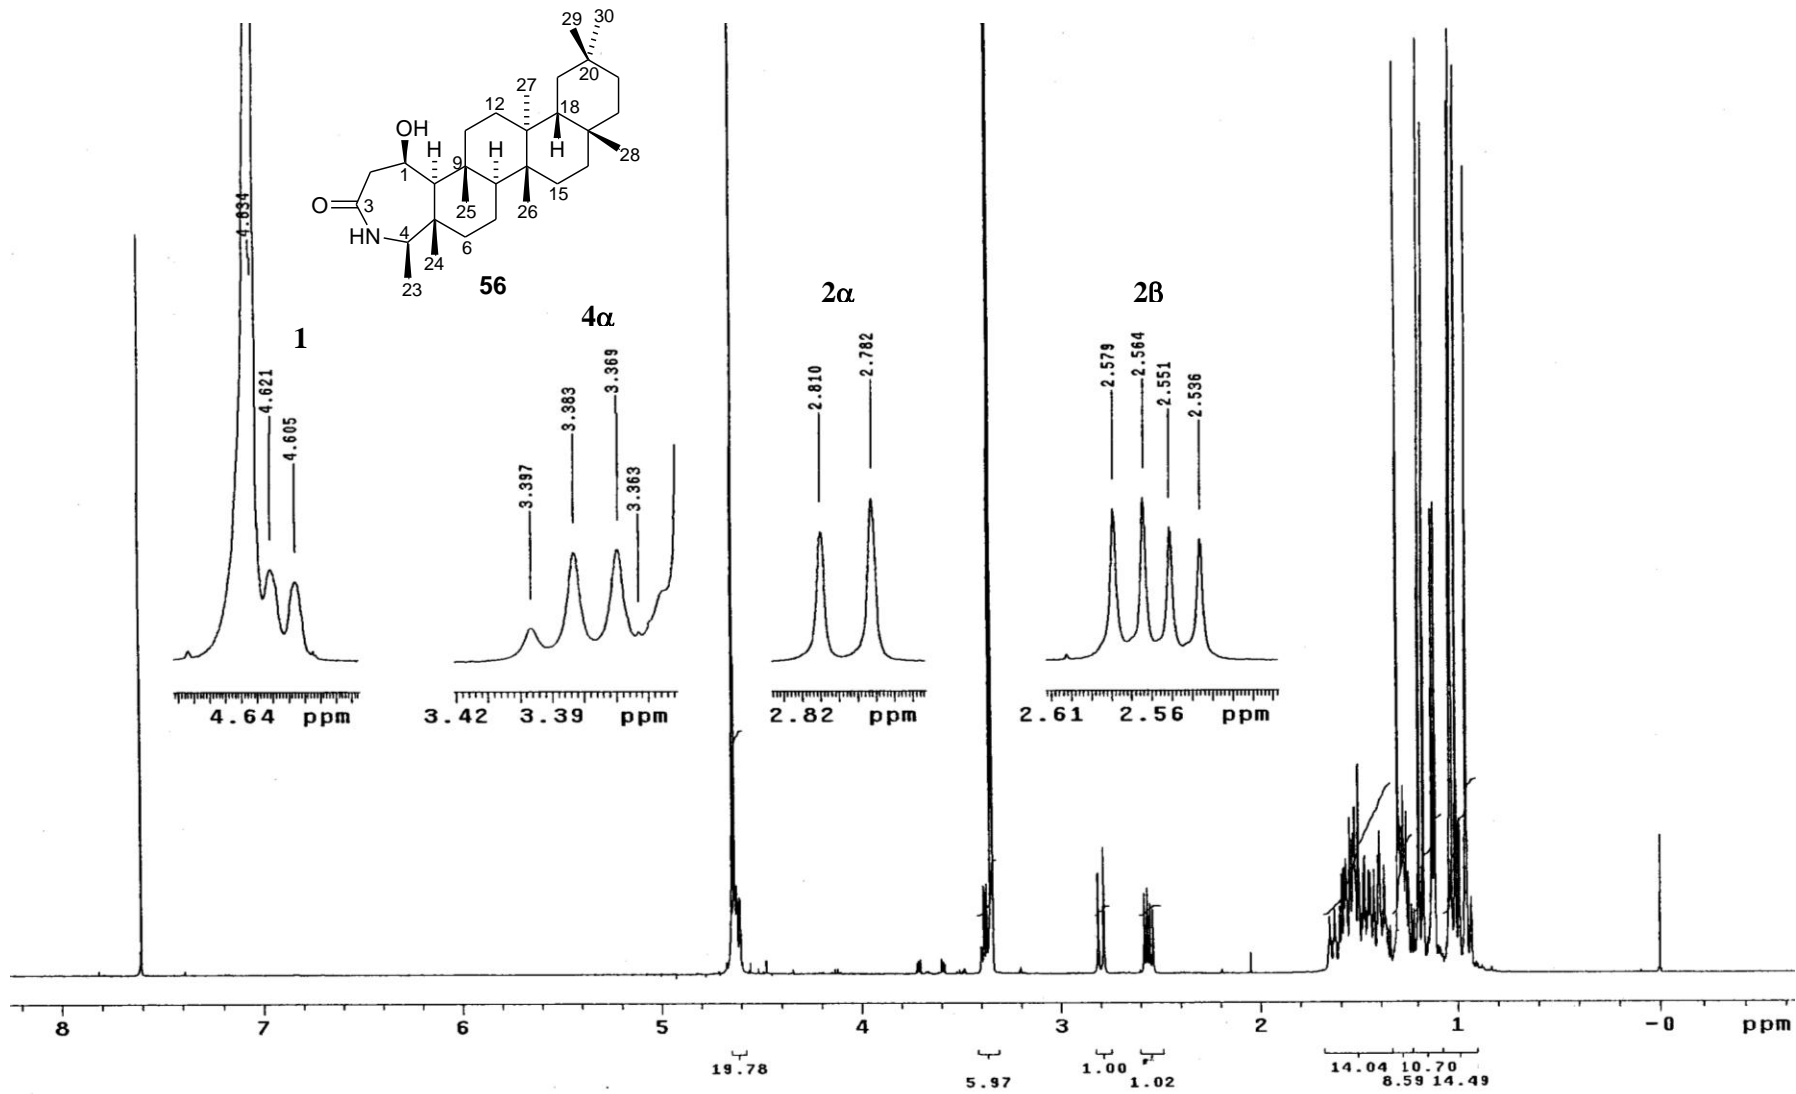 29 30
20
27
12 18
OH
H H H
28
1 9
15
O 3 25 26
HN 4
6
24
23 56
1
4.634
4.621
4.605
4α
3.397
3.383
3.369
3.363
2α
2.810
2.782
2ß
2.579
2.564
2.551
2.536
4.64 ppm
3.42 3.39 ppm
2.82 ppm
2.61 2.56 ppm
8 7 6 5 4 3 2 1 -0 ppm
19.78
5.97
1.00
1.02
14.04 10.70
8.59 14.49